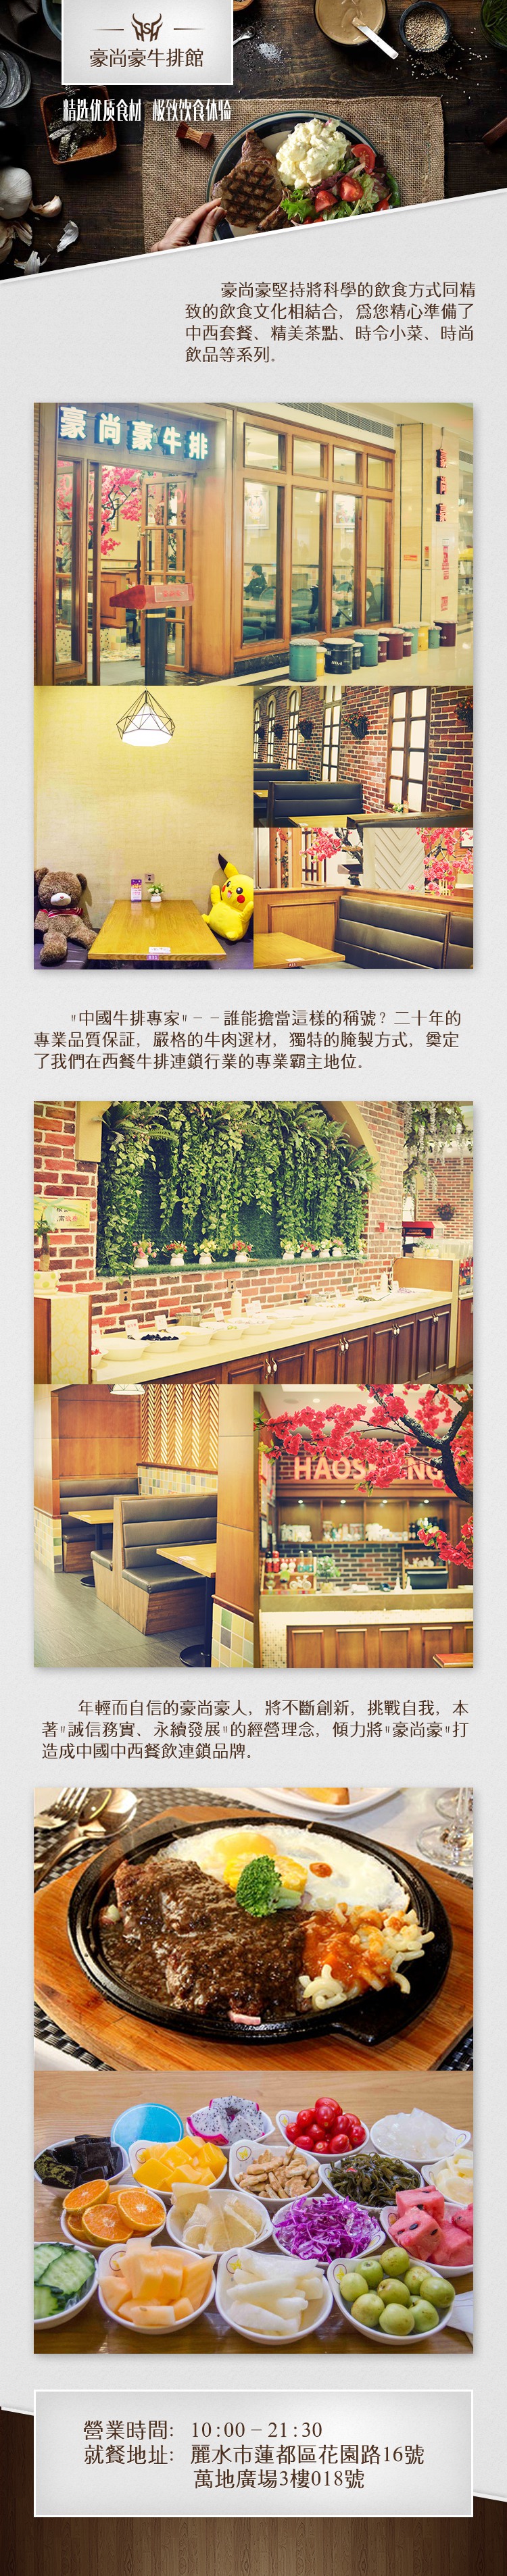 豪尚豪牛排館
精选优质食材 极致饮食体验
豪尚豪堅持將科學的飲食方式同精
致的飲食文化相結合，爲您精心準備了
中西套餐、精美茶點、時令小菜、時尚
飲品等系列。
豪尚豪牛排
"中國牛排專家"－－誰能擔當這樣的稱號？二十年的
專業品質保証，嚴格的牛肉選材，獨特的腌製方式，奠定
了我們在西餐牛排連鎖行業的專業霸主地位。
年輕而自信的豪尚豪人，將不斷創新，挑戰自我，本
著"誠信務實、永續發展"的經營理念，傾力將"豪尚豪"打
造成中國中西餐飲連鎖品牌。
營業時間：10:00－21:30
就餐地址：麗水市蓮都區花園路16號
萬地廣場3樓018號